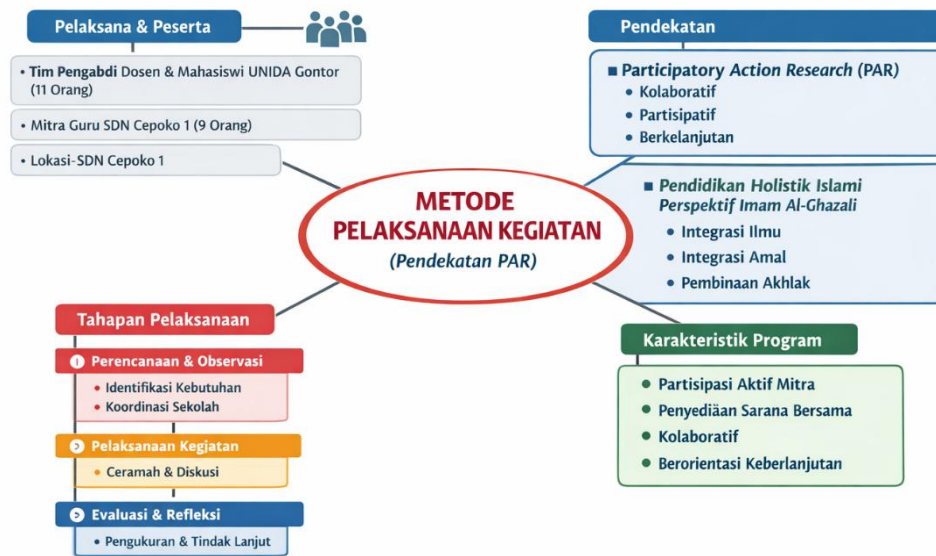 Pelaksana & Peserta
• Tim Pengabdi Dosen & Mahasiswi UNIDA Gontor
(11 Orang)
• Mitra Guru SDN Cepoko 1 (9 Orang)
• Lokasi-SDN Cepoko 1
Pendekatan
■ Participatory Action Research (PAR)
• Kolaboratif
• Partisipatif
• Berkelanjutan
■ Pendidikan Holistik Islami
Perspektif Imam Al-Ghazali
• Integrasi Ilmu
• Integrasi Amal
• Pembinaan Akhlak
METODE
PELAKSANAAN KEGIATAN
(Pendekatan PAR)
Tahapan Pelaksanaan
Perencanaan & Observasi
• Identifikasi Kebutuhan
• Koordinasi Sekolah
Pelaksanaan Kegjatan
• Ceramah & Diskusi
Evaluasi & Refleksi
• Pengukuran & Tindak Lanjut
Karakteristik Program
• Partisipasi Aktif Mitra
• Penyediäan Sarana Bersama
• Kolaboratif
• Berorientasi Keberlanjutan